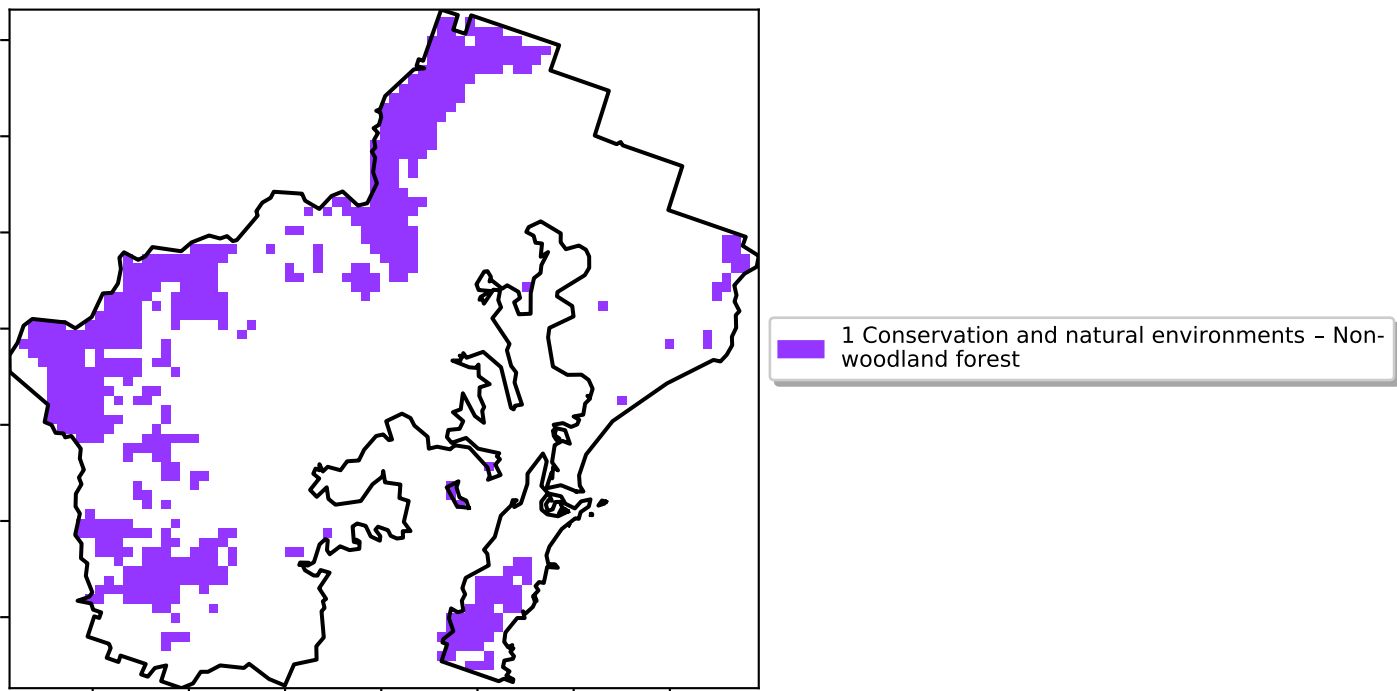 1 Conservation and natural environments – Non-
woodland forest